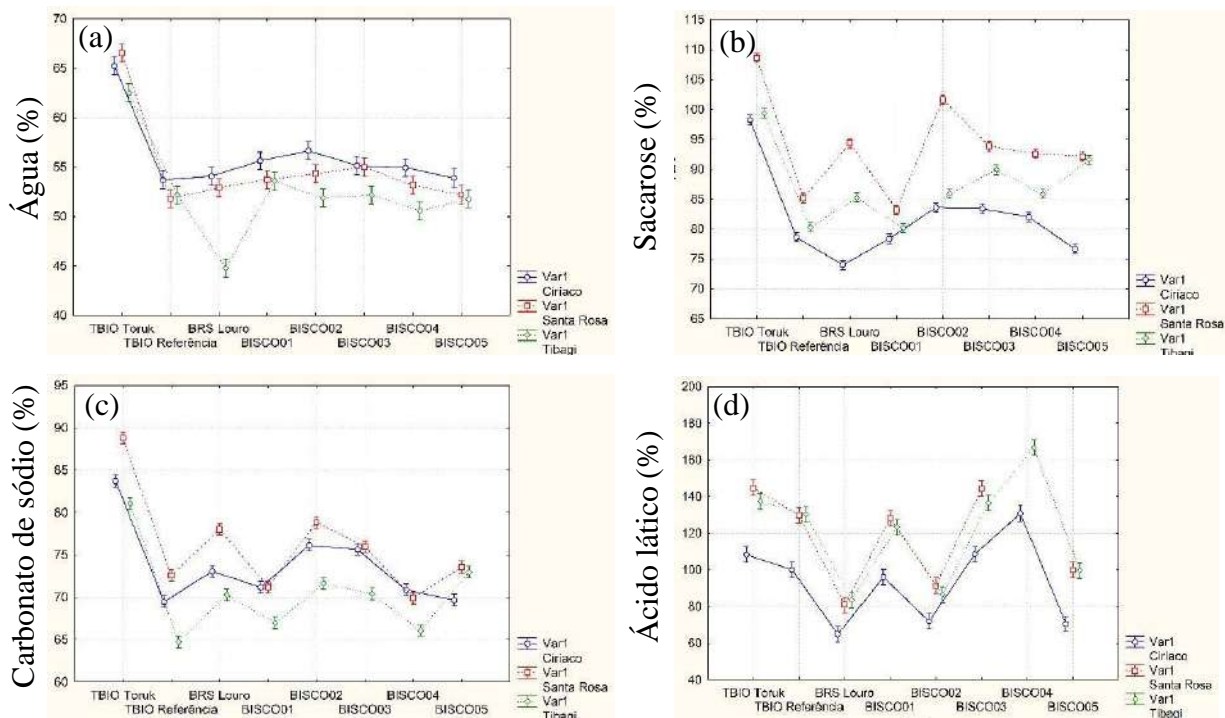 (a)
Água (%)
70
65
60
55
50
45
40
TBIO Toruk
BRS Louro
BISCO02
BISCO04
TBIO Referência
BISCO01
BISCO03
BISCO05
Var1
Ciriaco
Var1
Santa Rosa
Var1
Tibagi
(b)
Sacarose (%)
115
110
105
100
95
90
85
80
75
70
65
TBIO Toruk
BRS Louro
BISCO02
BISCO04
TBIO Referência
BISCO01
BISCO03
BISCO05
Var1
Ciriaco
Var1
Santa Rosa
Var1
Tibagi
(c)
Carbonato de sódio (%)
95
90
85
80
75
70
65
60
TBIO Toruk
BRS Louro
BISCO02
BISCO04
TBIO Referência
BISCO01
BISCO03
BISCO05
Var1
Ciriaco
Var1
Santa Rosa
Var1
Tibagi
(d)
Ácido lático (%)
200
180
160
140
120
100
80
60
40
TBIO Toruk
BRS Louro
BISCO02
BISCO04
TBIO Referência
BISCO01
BISCO03
BISCO05
Var1
Ciriaco
Var1
Santa Rosa
Var1
Tibagi